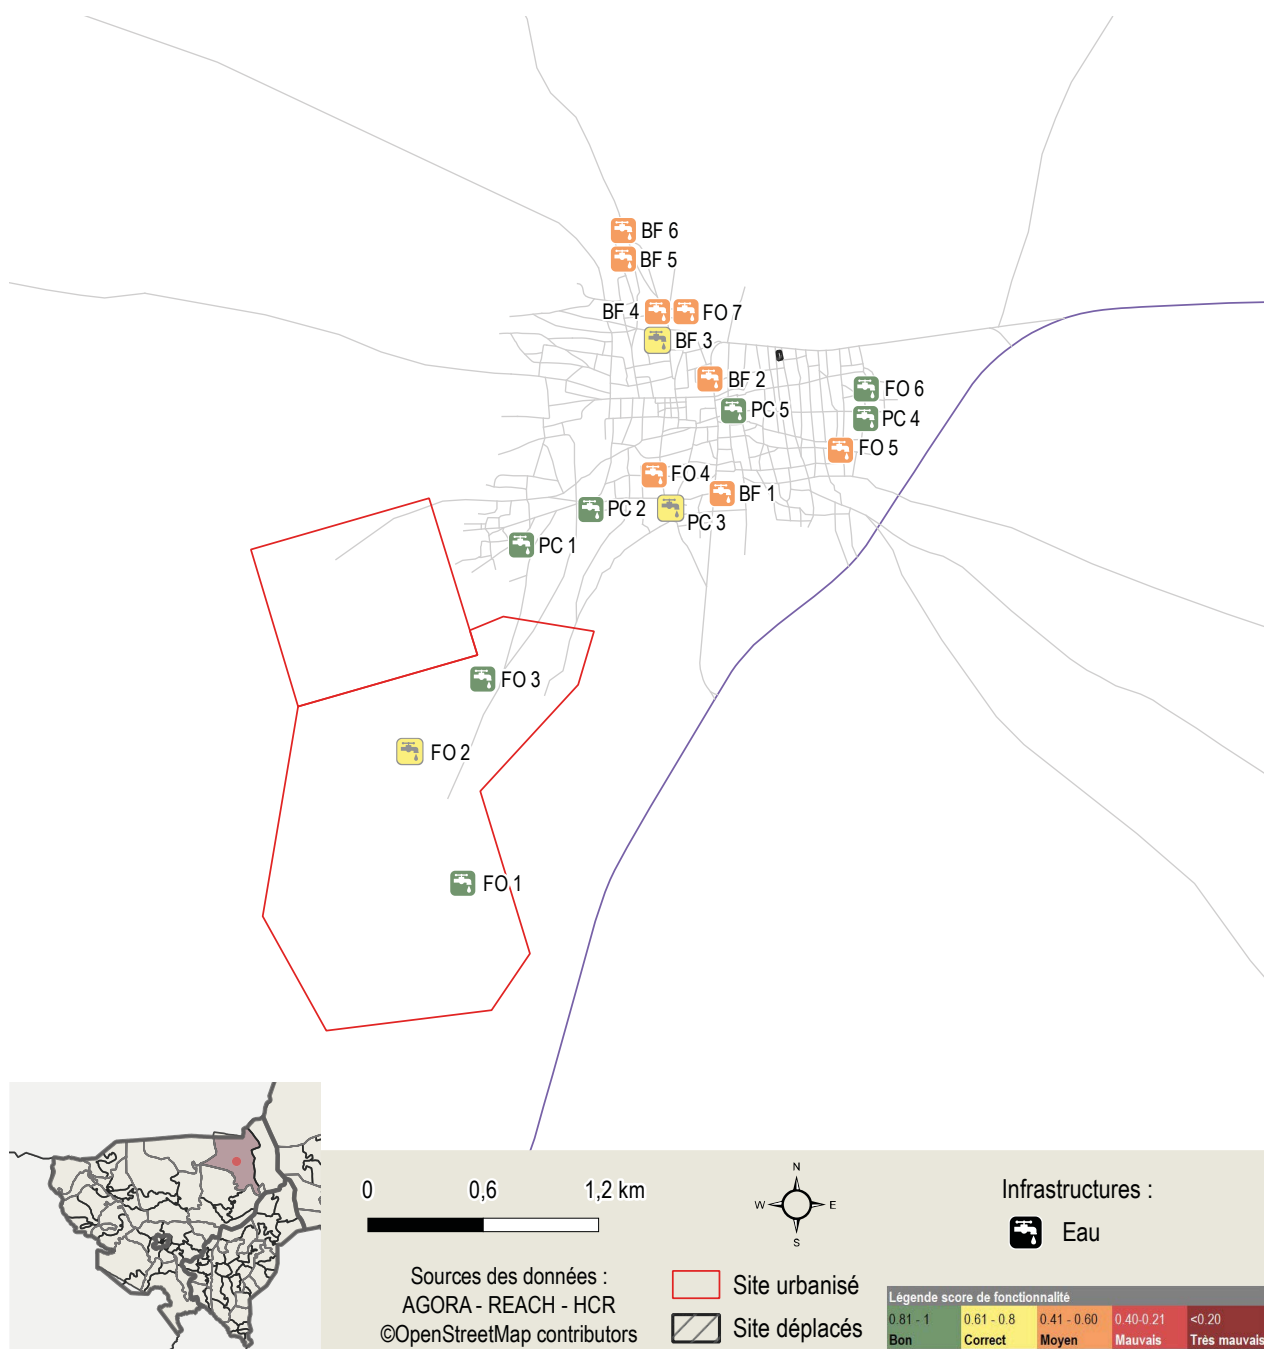 BF 6
BF 5
BF 4
FO 7
BF 3
BF 2
FO 6
PC 5
PC 4
FO 5
FO 4
BF 1
PC 2
PC 3
PC 1
FO 3
FO 2
FO 1
0 0,6 1,2 km
N
W E
S
Infrastructures :
Eau
Sources des données :
AGORA - REACH - HCR
©OpenStreetMap contributors
Site urbanisé
Site déplacés
Légende score de fonctionnalité
0.81 - 1 0.61 - 0.8 0.41 - 0.60 0.40-0.21 <0.20
Bon Correct Moyen Mauvais Très mauvais